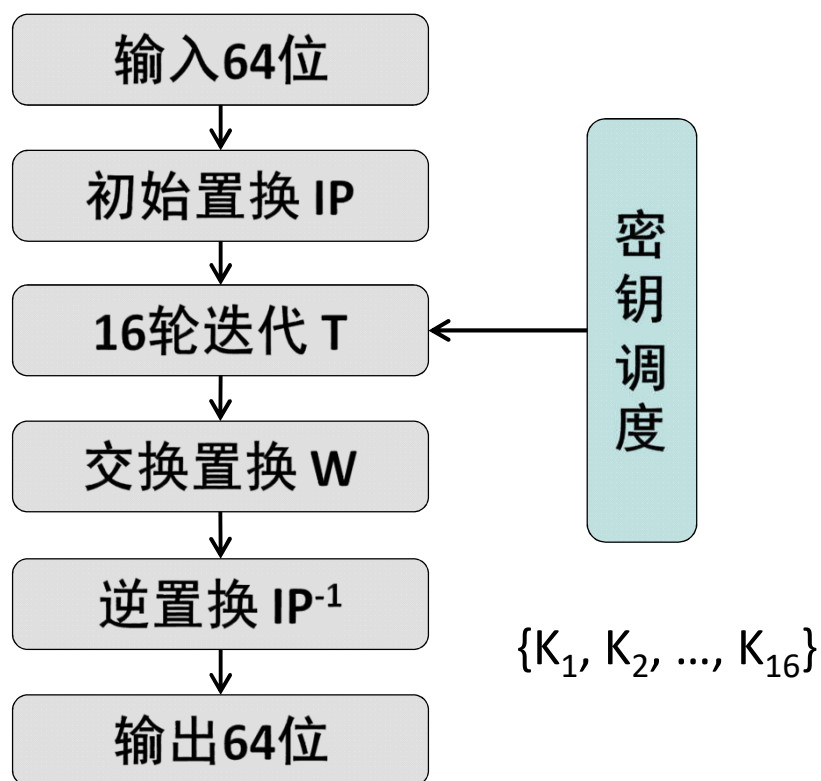 输入64位
初始置换 IP
16轮迭代 T
交换置换 W
逆置换 IP⁻¹
输出64位
密
钥
调
度
{K₁, K₂, ..., K₁₆}